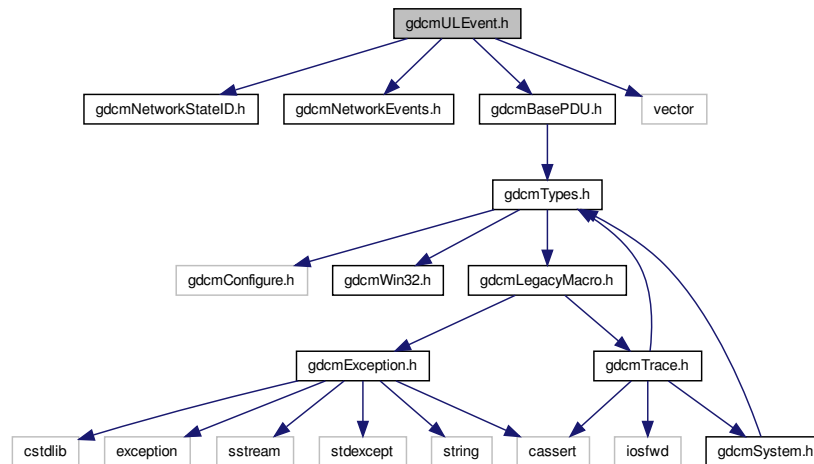 gdcmULEvent.h
gdcmNetworkStateID.h
gdcmNetworkEvents.h
gdcmBasePDU.h
vector
gdcmTypes.h
gdcmConfigure.h
gdcmWin32.h
gdcmLegacyMacro.h
gdcmException.h
gdcmTrace.h
cstdlib
exception
sstream
stdexcept
string
cassert
iosfwd
gdcmSystem.h